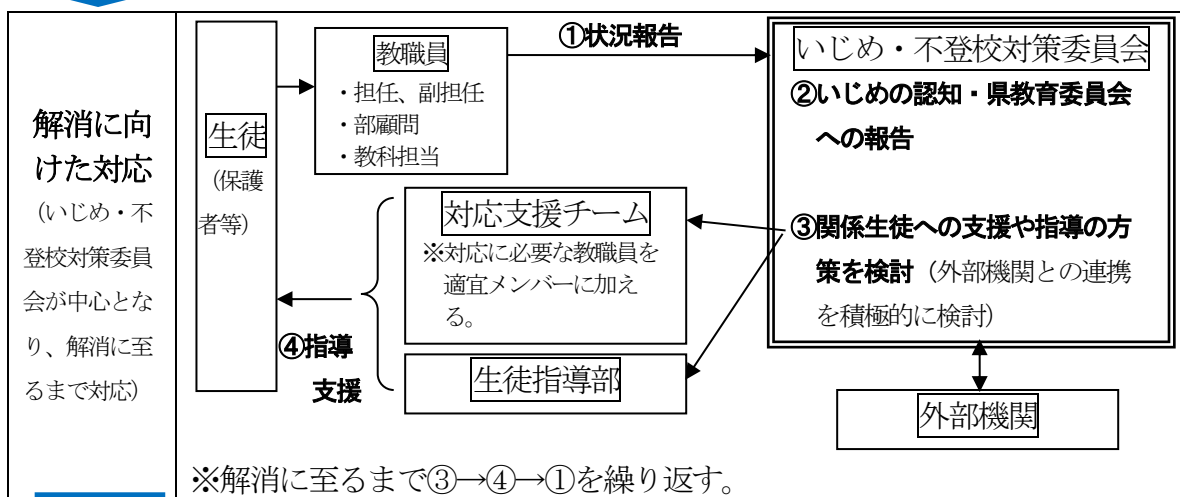 解消に向
けた対応
（いじめ・不
登校対策委員
会が中心とな
り、解消に至
るまで対応）
生徒
（保護
者等）
教職員
・担任、副担任
・部顧問
・教科担当
①状況報告
いじめ・不登校対策委員会
②いじめの認知・県教育委員会
への報告
③関係生徒への支援や指導の方
策を検討（外部機関との連携
を積極的に検討）
対応支援チーム
※対応に必要な教職員を
適宜メンバーに加え
る。
④指導
支援
生徒指導部
外部機関
※解消に至るまで③→④→①を繰り返す。